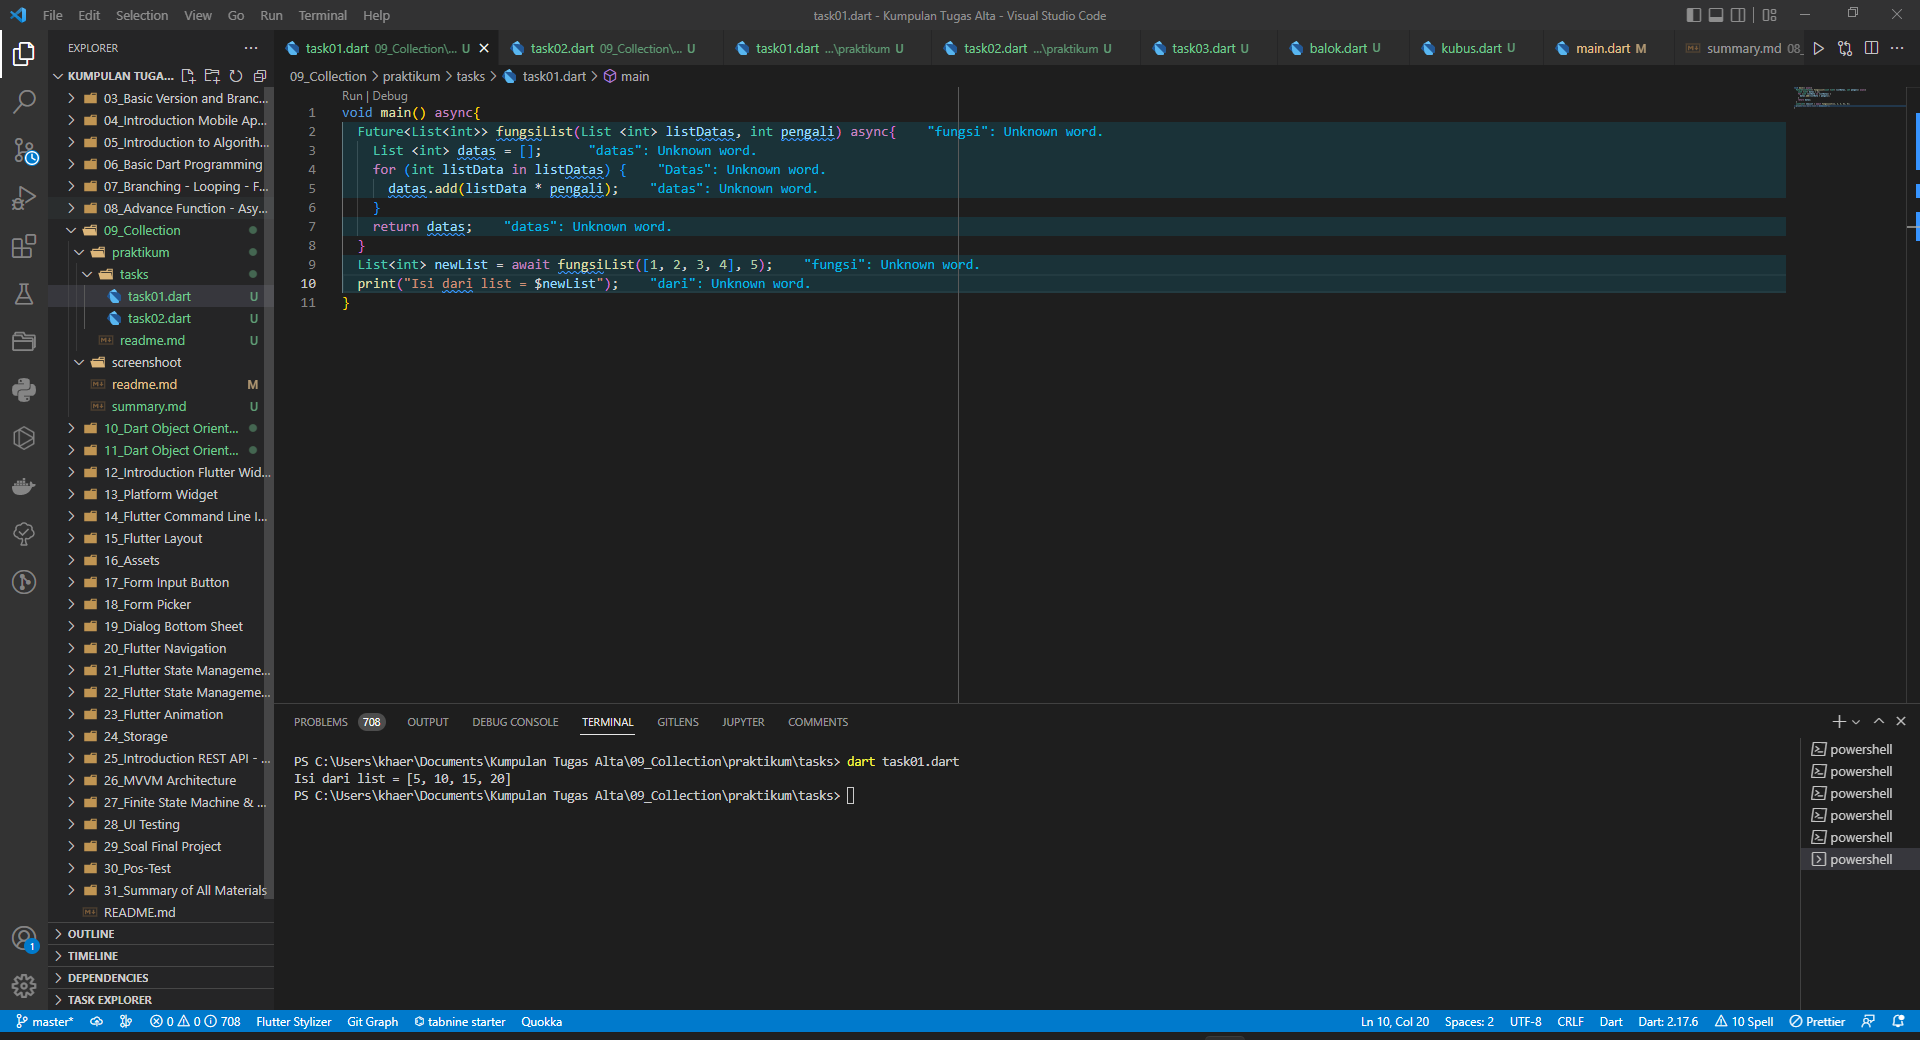 File Edit Selection View Go Run Terminal Help
task01.dart - Kumpulan Tugas Alta - Visual Studio Code
EXPLORER
KUMPULAN TUGA...
03_Basic Version and Branc...
04_Introduction Mobile Ap...
05_Introduction to Algorith...
06_Basic Dart Programming
07_Branching - Looping - F...
08_Advance Function - Asy...
09_Collection
praktikum
tasks
task01.dart U
task02.dart U
readme.md U
screenshoot
readme.md M
summary.md U
10_Dart Object Orient...
11_Dart Object Orient...
12_Introduction Flutter Wid...
13_Platform Widget
14_Flutter Command Line I...
15_Flutter Layout
16_Assets
17_Form Input Button
18_Form Picker
19_Dialog Bottom Sheet
20_Flutter Navigation
21_Flutter State Manageme...
22_Flutter State Manageme...
23_Flutter Animation
24_Storage
25_Introduction REST API - ...
26_MVVM Architecture
27_Finite State Machine & ...
28_UI Testing
29_Soal Final Project
30_Pos-Test
31_Summary of All Materials
README.md
OUTLINE
TIMELINE
DEPENDENCIES
TASK EXPLORER
1
task01.dart 09_Collection\... U
task02.dart 09_Collection\... U
task01.dart ...\praktikum U
task02.dart ...\praktikum U
task03.dart U
balok.dart U
kubus.dart U
main.dart M
summary.md 08_
09_Collection > praktikum > tasks > task01.dart > main
Run | Debug
1 void main() async{
2 Future<List<int>> fungsiList(List <int> listDatas, int pengali) async{ "fungsi": Unknown word.
3 List <int> datas = []; "datas": Unknown word.
4 for (int listData in listDatas) { "Datas": Unknown word.
5 datas.add(listData * pengali); "datas": Unknown word.
6 }
7 return datas; "datas": Unknown word.
8 }
9 List<int> newList = await fungsiList([1, 2, 3, 4], 5); "fungsi": Unknown word.
10 print("Isi dari list = $newList"); "dari": Unknown word.
11 }
PROBLEMS 708 OUTPUT DEBUG CONSOLE TERMINAL GITLENS JUPYTER COMMENTS
PS C:\Users\khaer\Documents\Kumpulan Tugas Alta\09_Collection\praktikum\tasks> dart task01.dart
Isi dari list = [5, 10, 15, 20]
PS C:\Users\khaer\Documents\Kumpulan Tugas Alta\09_Collection\praktikum\tasks>
powershell
powershell
powershell
powershell
powershell
powershell
master* 0 0 708 Flutter Stylizer Git Graph tabnine starter Quokka
Ln 10, Col 20 Spaces: 2 UTF-8 CRLF Dart Dart: 2.17.6 10 Spell Prettier